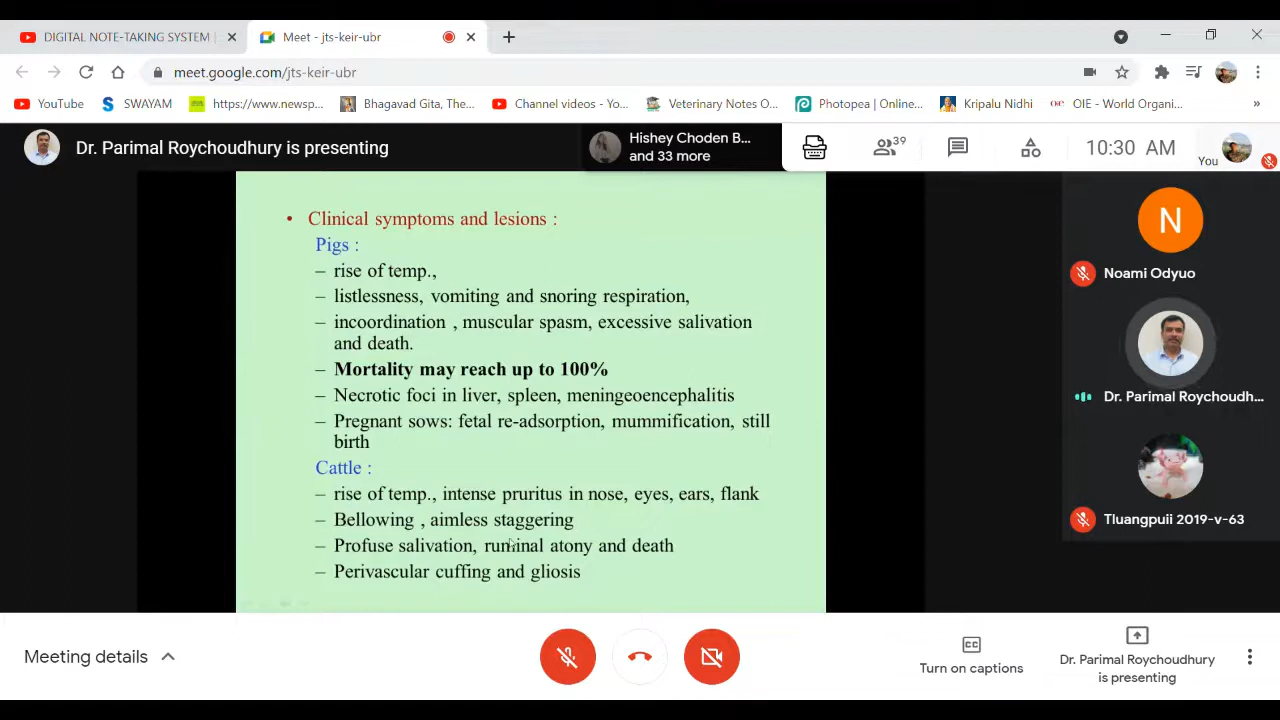 DIGITAL NOTE-TAKING SYSTEM
Meet - jts-keir-ubr
meet.google.com/jts-keir-ubr
YouTube
SWAYAM
https://www.newsp...
Bhagavad Gita, The...
Channel videos - Yo...
Veterinary Notes O...
Photopea | Online...
Kripalu Nidhi
OIE - World Organi...
»
Dr. Parimal Roychoudhury is presenting
Hishey Choden B...
and 33 more
39
10:30 AM
You
• Clinical symptoms and lesions :
Pigs :
– rise of temp.,
– listlessness, vomiting and snoring respiration,
– incoordination , muscular spasm, excessive salivation
and death.
– Mortality may reach up to 100%
– Necrotic foci in liver, spleen, meningeoencephalitis
– Pregnant sows: fetal re-adsorption, mummification, still
birth
Cattle :
– rise of temp., intense pruritus in nose, eyes, ears, flank
– Bellowing , aimless staggering
– Profuse salivation, ruminal atony and death
– Perivascular cuffing and gliosis
N
Noami Odyuo
Dr. Parimal Roychoudh...
Tluangpuii 2019-v-63
Meeting details
CC
Turn on captions
Dr. Parimal Roychoudhury
is presenting